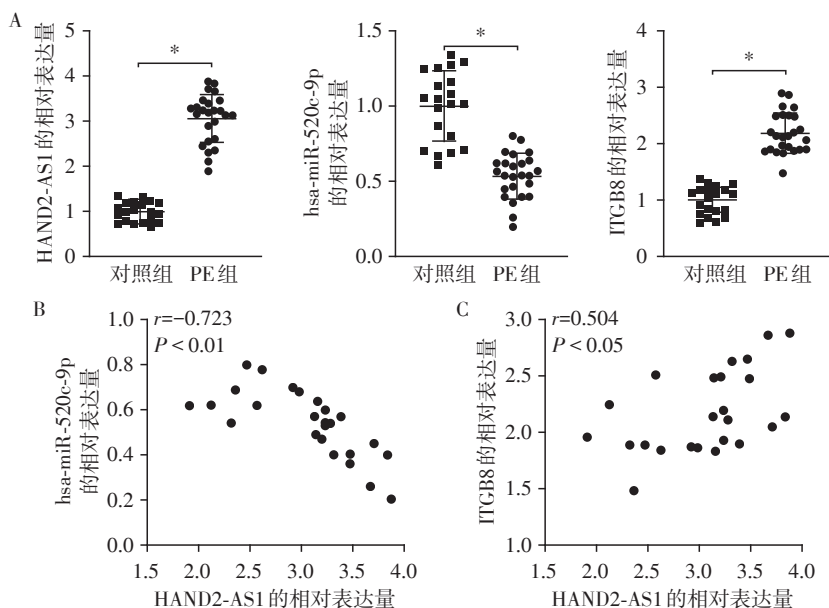 A
HAND2-AS1的相对表达量
5
4
3
2
1
0
*
对照组 PE组
hsa-miR-520c-9p
的相对表达量
1.5
1.0
0.5
0.0
*
对照组 PE组
ITGB8的相对表达量
4
3
2
1
0
*
对照组 PE组
B
r=-0.723
P < 0.01
hsa-miR-520c-9p
的相对表达量
1.0
0.8
0.6
0.4
0.2
0.0
1.5 2.0 2.5 3.0 3.5 4.0
HAND2-AS1的相对表达量
C
r=0.504
P < 0.05
ITGB8的相对表达量
3.0
2.5
2.0
1.5
1.0
1.5 2.0 2.5 3.0 3.5 4.0
HAND2-AS1的相对表达量